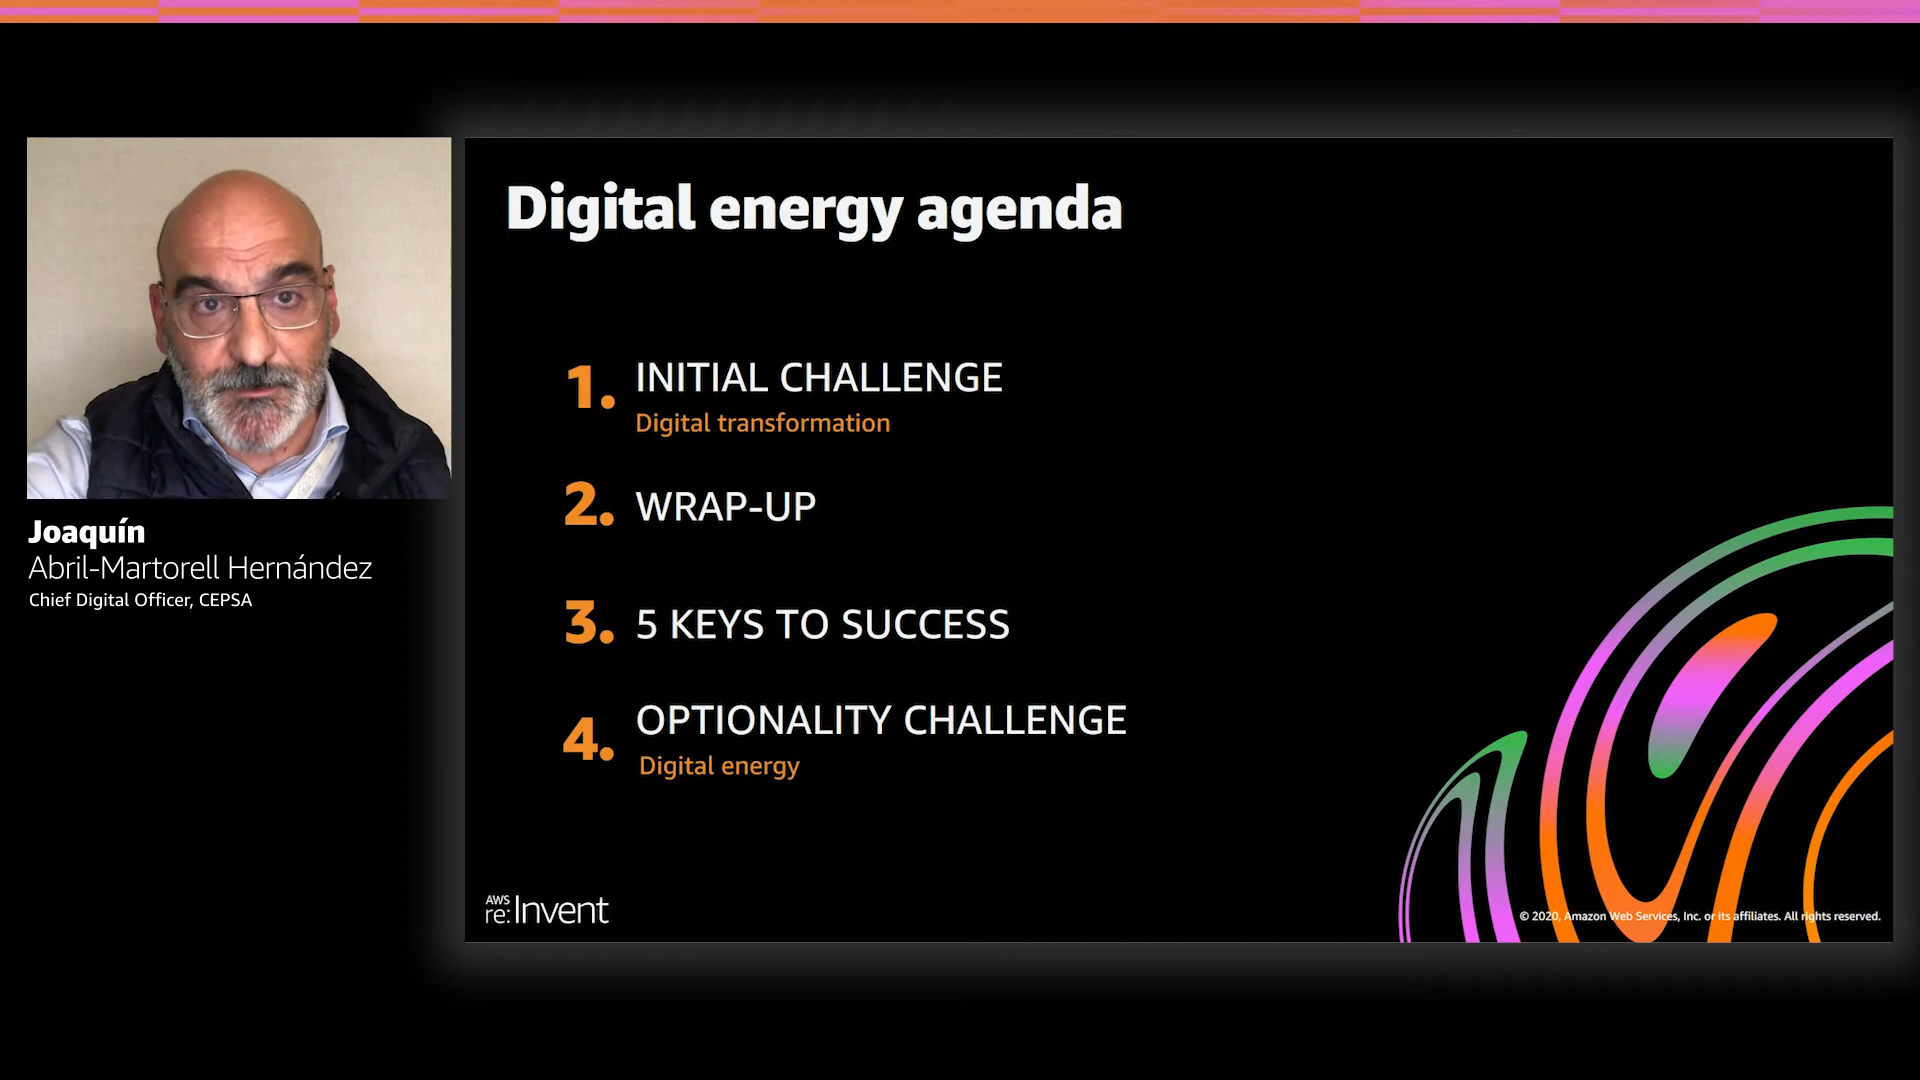 Joaquín
Abril-Martorell Hernández
Chief Digital Officer, CEPSA
Digital energy agenda
1. INITIAL CHALLENGE
Digital transformation
2. WRAP-UP
3. 5 KEYS TO SUCCESS
4. OPTIONALITY CHALLENGE
Digital energy
AWS
re:Invent
© 2020, Amazon Web Services, Inc. or its affiliates. All rights reserved.